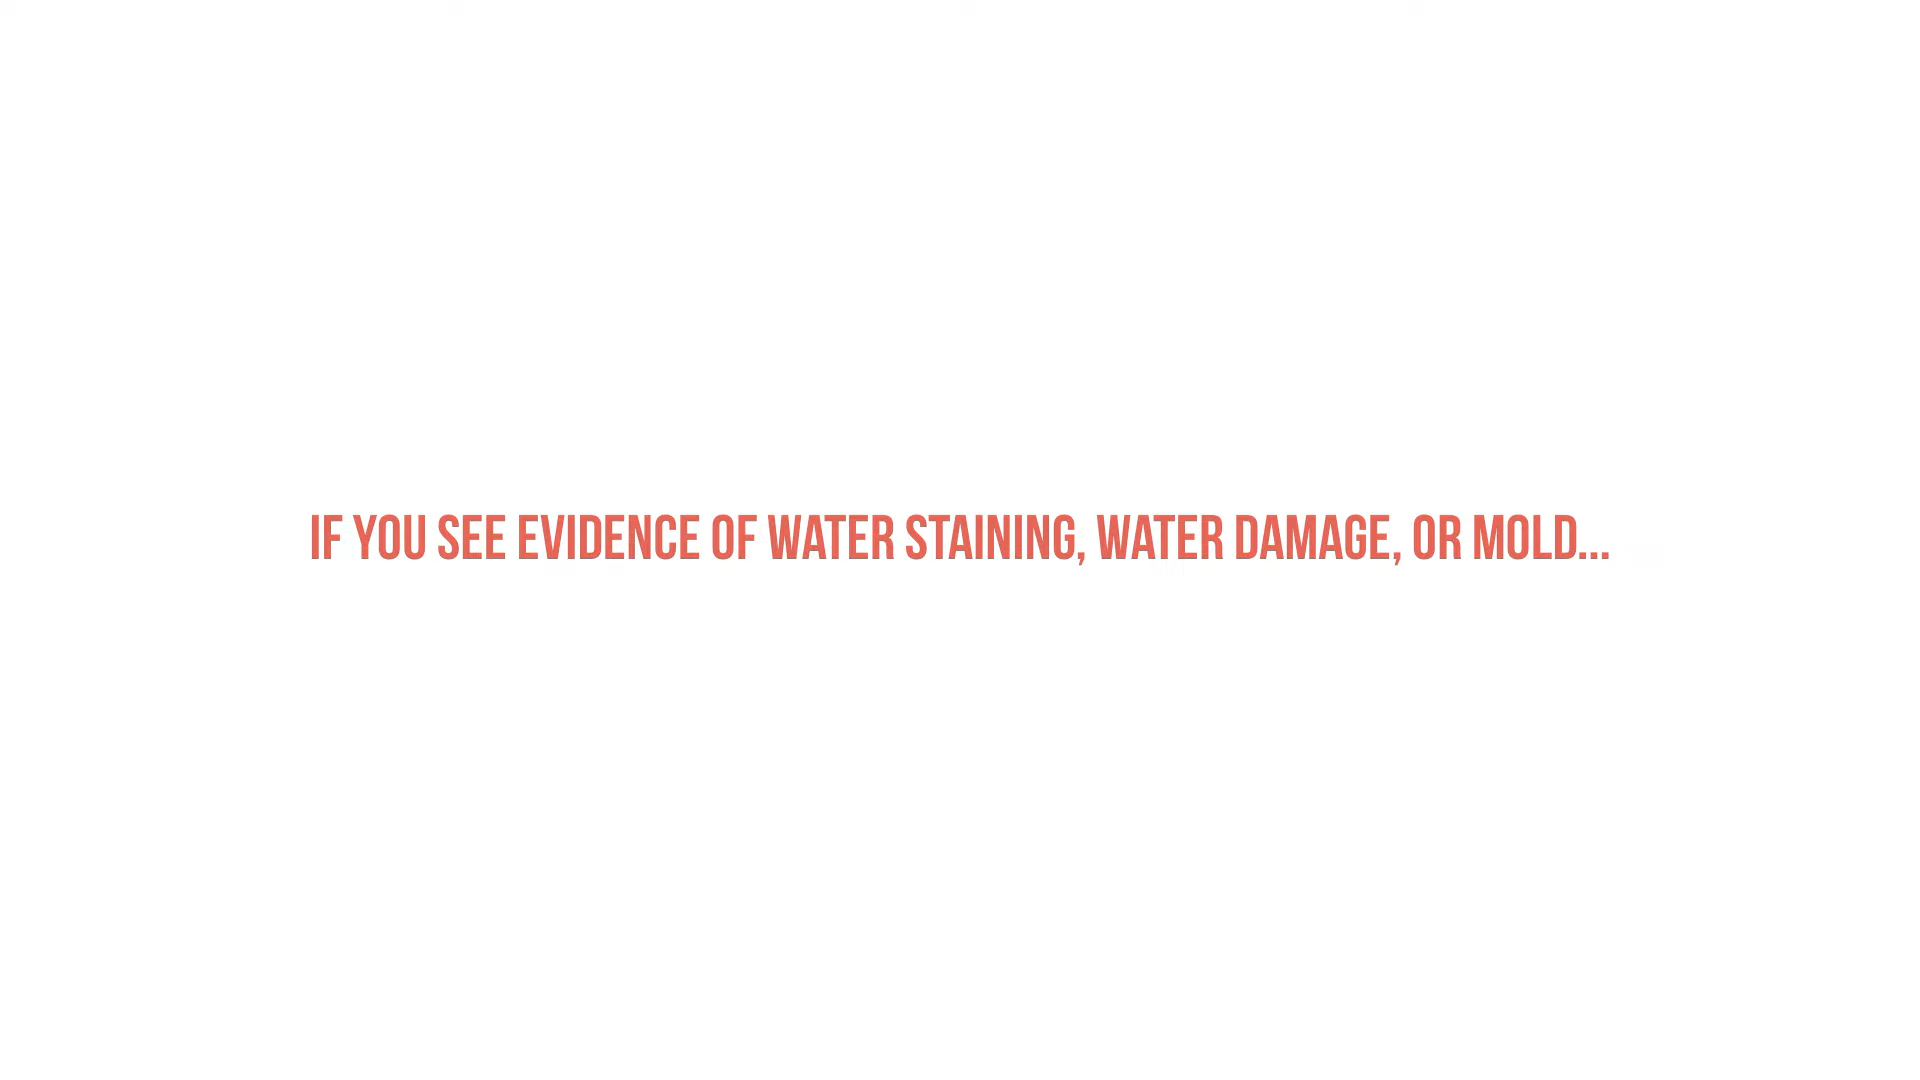 IF YOU SEE EVIDENCE OF WATER STAINING, WATER DAMAGE, OR MOLD...